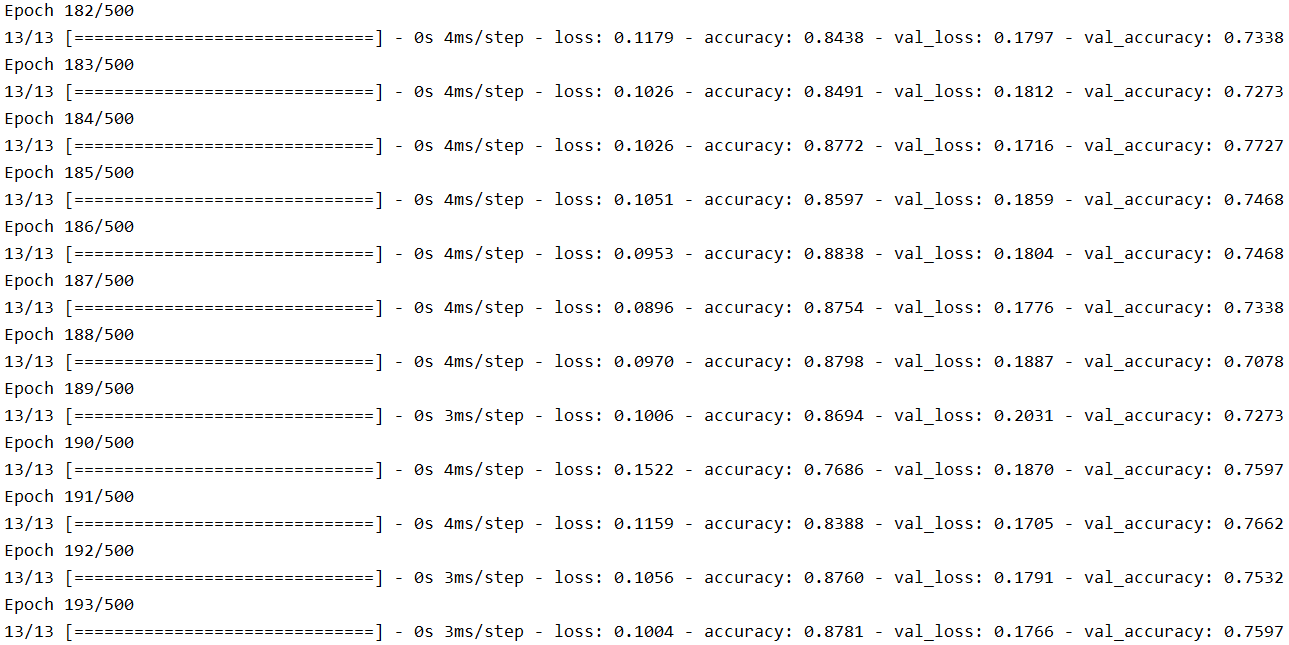 Epoch 182/500
13/13 [==============================] - 0s 4ms/step - loss: 0.1179 - accuracy: 0.8438 - val_loss: 0.1797 - val_accuracy: 0.7338
Epoch 183/500
13/13 [==============================] - 0s 4ms/step - loss: 0.1026 - accuracy: 0.8491 - val_loss: 0.1812 - val_accuracy: 0.7273
Epoch 184/500
13/13 [==============================] - 0s 4ms/step - loss: 0.1026 - accuracy: 0.8772 - val_loss: 0.1716 - val_accuracy: 0.7727
Epoch 185/500
13/13 [==============================] - 0s 4ms/step - loss: 0.1051 - accuracy: 0.8597 - val_loss: 0.1859 - val_accuracy: 0.7468
Epoch 186/500
13/13 [==============================] - 0s 4ms/step - loss: 0.0953 - accuracy: 0.8838 - val_loss: 0.1804 - val_accuracy: 0.7468
Epoch 187/500
13/13 [==============================] - 0s 4ms/step - loss: 0.0896 - accuracy: 0.8754 - val_loss: 0.1776 - val_accuracy: 0.7338
Epoch 188/500
13/13 [==============================] - 0s 4ms/step - loss: 0.0970 - accuracy: 0.8798 - val_loss: 0.1887 - val_accuracy: 0.7078
Epoch 189/500
13/13 [==============================] - 0s 3ms/step - loss: 0.1006 - accuracy: 0.8694 - val_loss: 0.2031 - val_accuracy: 0.7273
Epoch 190/500
13/13 [==============================] - 0s 4ms/step - loss: 0.1522 - accuracy: 0.7686 - val_loss: 0.1870 - val_accuracy: 0.7597
Epoch 191/500
13/13 [==============================] - 0s 4ms/step - loss: 0.1159 - accuracy: 0.8388 - val_loss: 0.1705 - val_accuracy: 0.7662
Epoch 192/500
13/13 [==============================] - 0s 3ms/step - loss: 0.1056 - accuracy: 0.8760 - val_loss: 0.1791 - val_accuracy: 0.7532
Epoch 193/500
13/13 [==============================] - 0s 3ms/step - loss: 0.1004 - accuracy: 0.8781 - val_loss: 0.1766 - val_accuracy: 0.7597